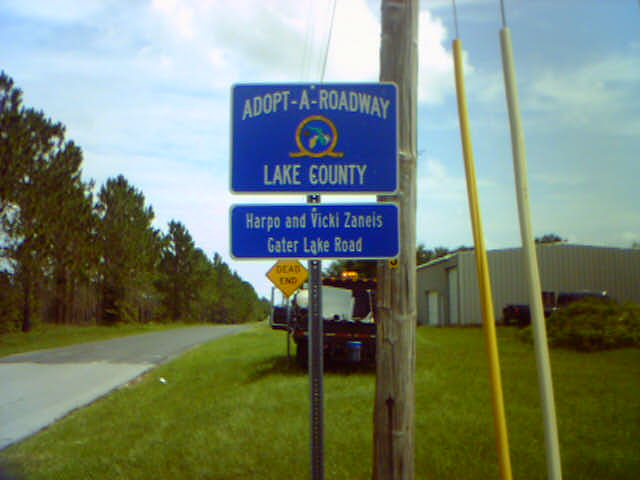 ADOPT-A-ROADWAY
LAKE COUNTY
Harpo and Vicki Zaneis
Gater Lake Road
DEAD
END